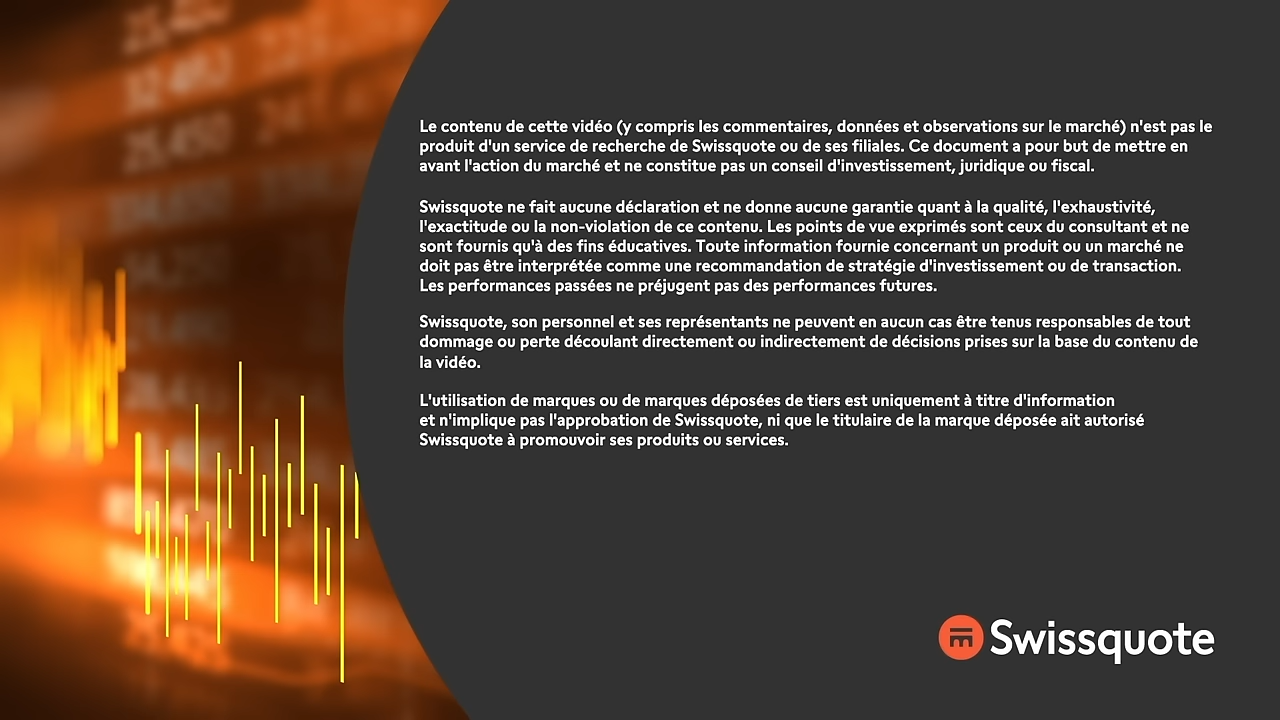 Le contenu de cette vidéo (y compris les commentaires, données et observations sur le marché) n'est pas le
produit d'un service de recherche de Swissquote ou de ses filiales. Ce document a pour but de mettre en
avant l'action du marché et ne constitue pas un conseil d'investissement, juridique ou fiscal.
Swissquote ne fait aucune déclaration et ne donne aucune garantie quant à la qualité, l'exhaustivité,
l'exactitude ou la non-violation de ce contenu. Les points de vue exprimés sont ceux du consultant et ne
sont fournis qu'à des fins éducatives. Toute information fournie concernant un produit ou un marché ne
doit pas être interprétée comme une recommandation de stratégie d'investissement ou de transaction.
Les performances passées ne préjugent pas des performances futures.
Swissquote, son personnel et ses représentants ne peuvent en aucun cas être tenus responsables de tout
dommage ou perte découlant directement ou indirectement de décisions prises sur la base du contenu de
la vidéo.
L'utilisation de marques ou de marques déposées de tiers est uniquement à titre d'information
et n'implique pas l'approbation de Swissquote, ni que le titulaire de la marque déposée ait autorisé
Swissquote à promouvoir ses produits ou services.
Swissquote